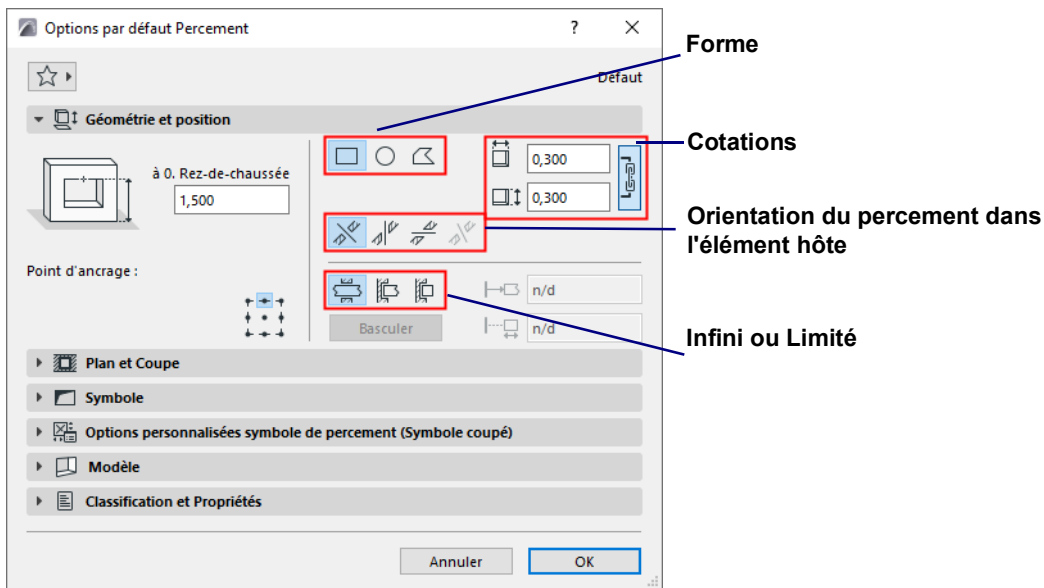 Options par défaut Percement
?
Forme
Défaut
Géométrie et position
à 0. Rez-de-chaussée
1,500
0,300
0,300
Cotations
Orientation du percement dans
l'élément hôte
Point d'ancrage :
n/d
Basculer
n/d
Infini ou Limité
Plan et Coupe
Symbole
Options personnalisées symbole de percement (Symbole coupé)
Modèle
Classification et Propriétés
Annuler
OK